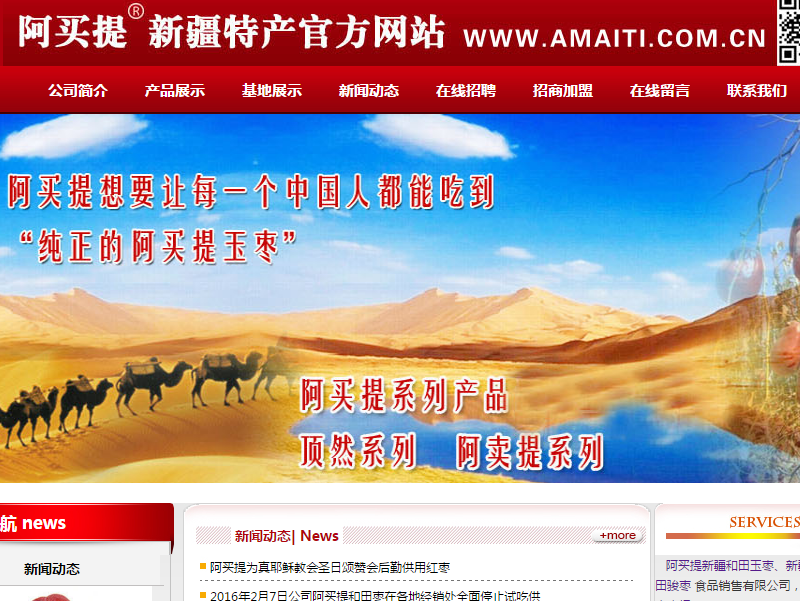 阿买提® 新疆特产官方网站 WWW.AMAITI.COM.CN
公司简介 产品展示 基地展示 新闻动态 在线招聘 招商加盟 在线留言 联系我们
阿买提想要让每一个中国人都能吃到
“纯正的阿买提玉枣”
阿买提系列产品
顶然系列 阿卖提系列
航 news
新闻动态
新闻动态| News
+more
阿买提为真耶稣教会圣日颂赞会后勤供用红枣
2016年2月7日公司阿买提和田枣在各地经销处全面停止试吃供
SERVICES
阿买提新疆和田玉枣、新疆
田骏枣 食品销售有限公司，